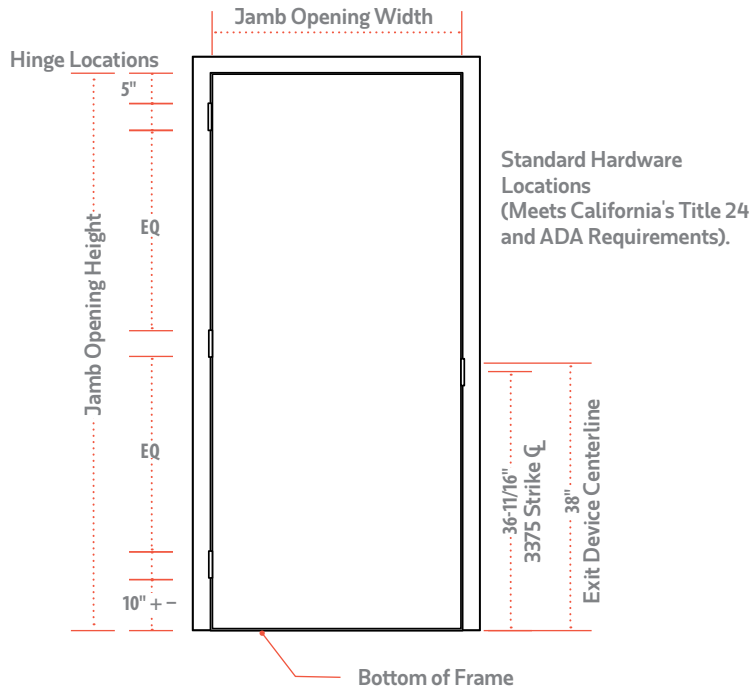 Jamb Opening Width
Hinge Locations
5"
Standard Hardware
Locations
(Meets California's Title 24
and ADA Requirements).
EQ
Jamb Opening Height
EQ
36-11/16"
3375 Strike ℄
38"
Exit Device Centerline
10" + −
Bottom of Frame